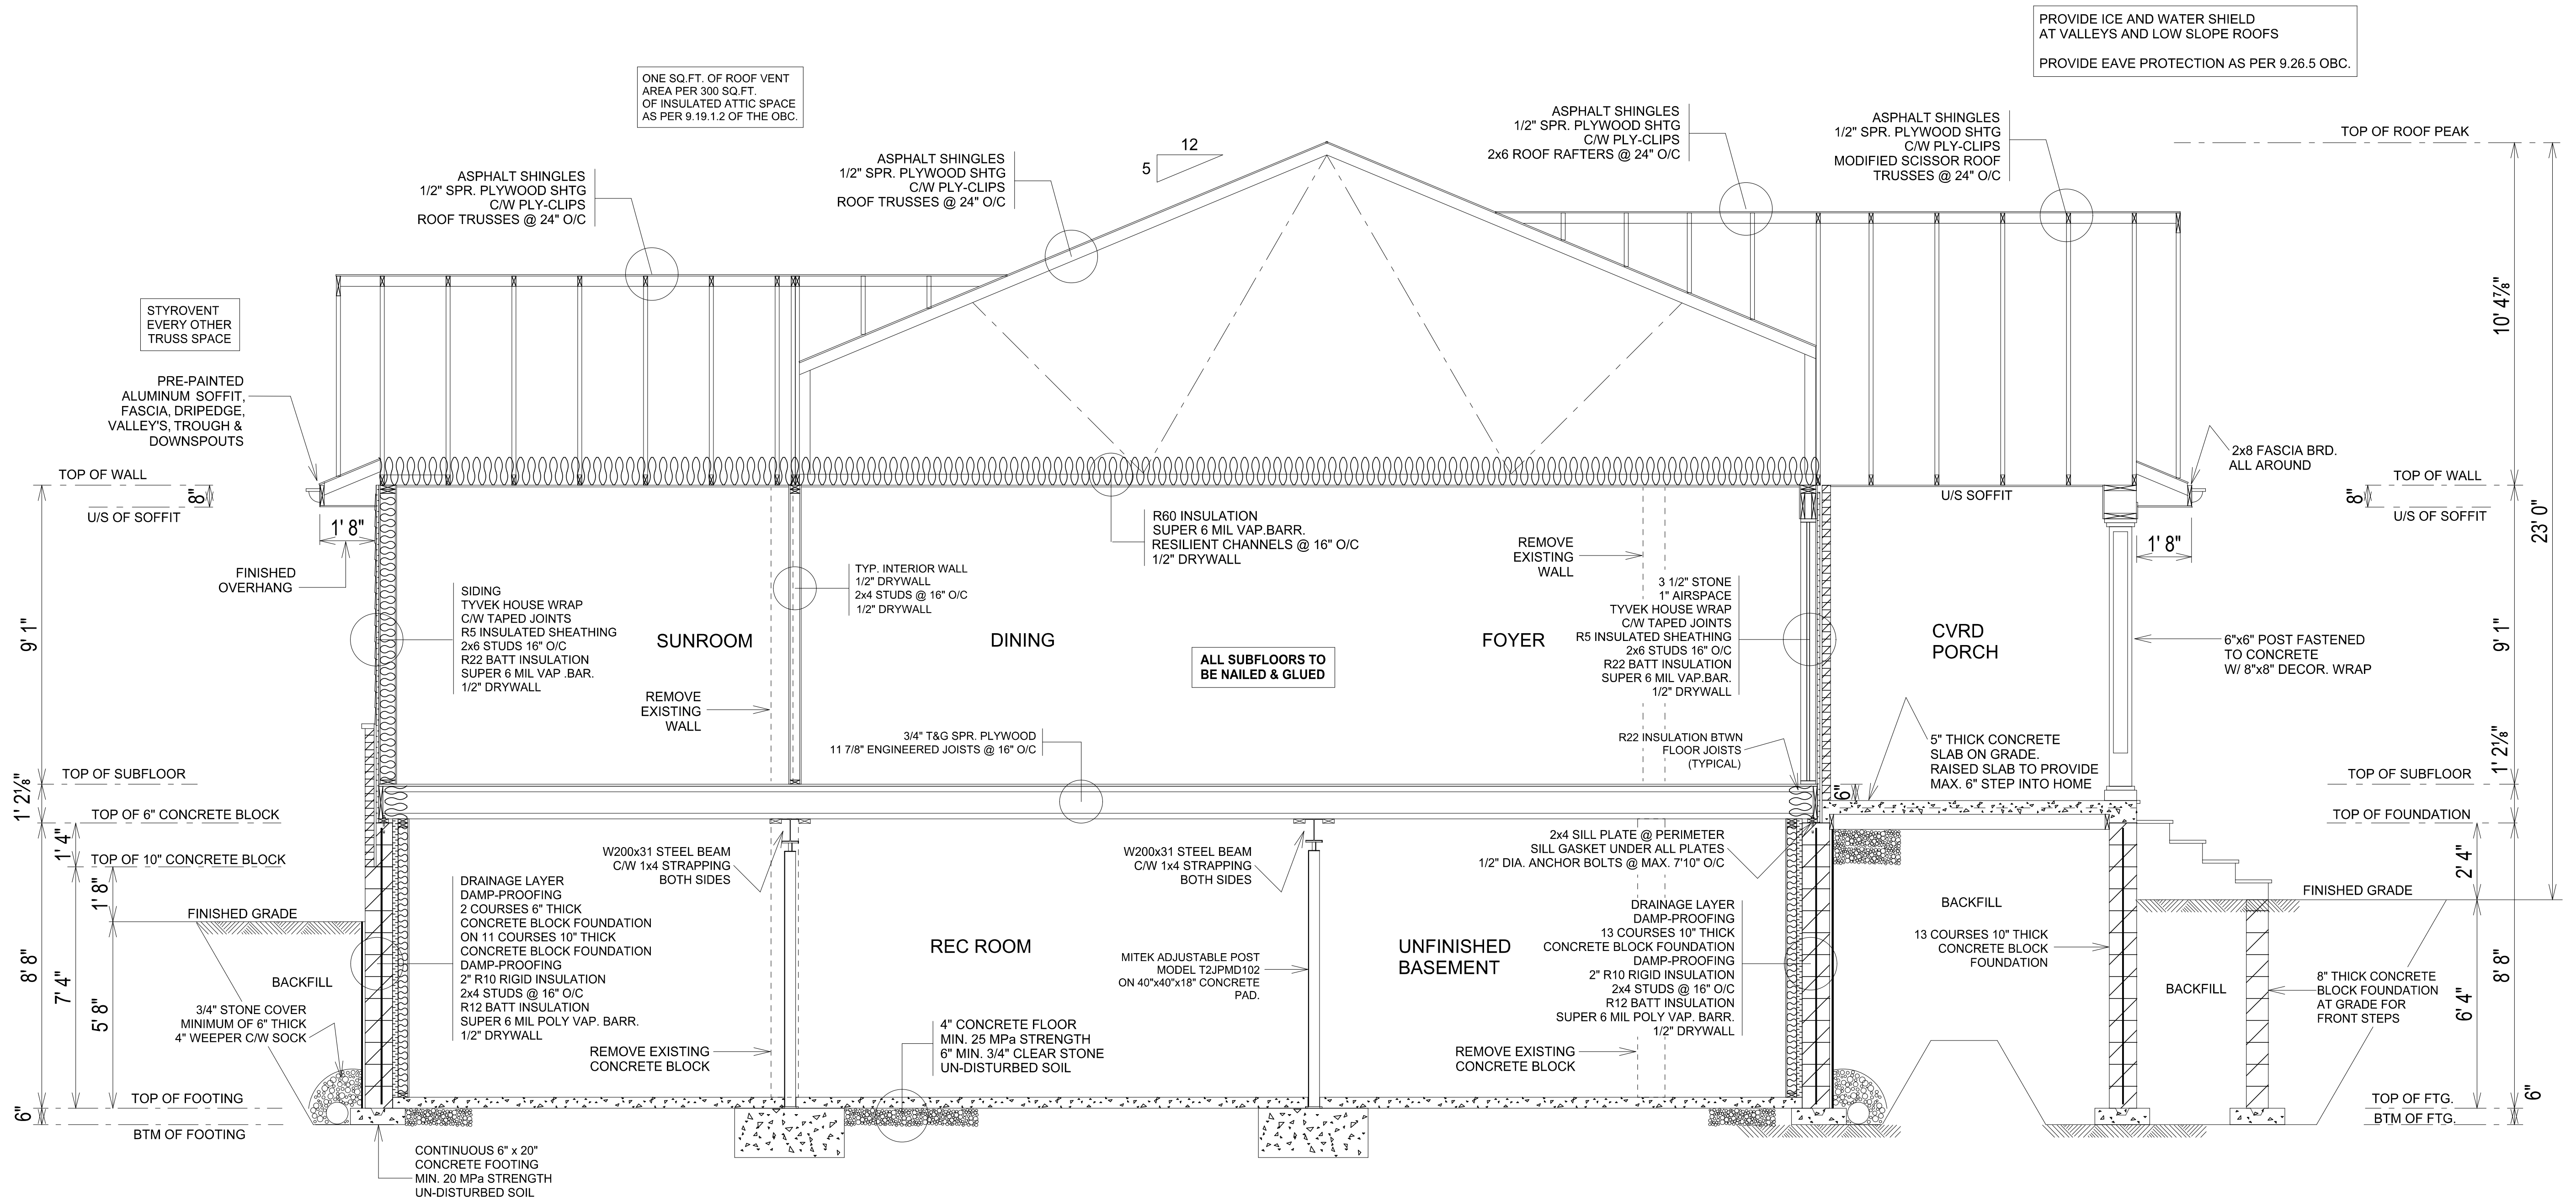 PROVIDE ICE AND WATER SHIELD
AT VALLEYS AND LOW SLOPE ROOFS
PROVIDE EAVE PROTECTION AS PER 9.26.5 OBC.
ONE SQ.FT. OF ROOF VENT
AREA PER 300 SQ.FT.
OF INSULATED ATTIC SPACE
AS PER 9.19.1.2 OF THE OBC.
ASPHALT SHINGLES
1/2" SPR. PLYWOOD SHTG
C/W PLY-CLIPS
ROOF TRUSSES @ 24" O/C
ASPHALT SHINGLES
1/2" SPR. PLYWOOD SHTG
C/W PLY-CLIPS
ROOF TRUSSES @ 24" O/C
12
5
ASPHALT SHINGLES
1/2" SPR. PLYWOOD SHTG
C/W PLY-CLIPS
2x6 ROOF RAFTERS @ 24" O/C
ASPHALT SHINGLES
1/2" SPR. PLYWOOD SHTG
C/W PLY-CLIPS
MODIFIED SCISSOR ROOF
TRUSSES @ 24" O/C
TOP OF ROOF PEAK
10' 4⅞"
23' 0"
STYROVENT
EVERY OTHER
TRUSS SPACE
PRE-PAINTED
ALUMINUM SOFFIT,
FASCIA, DRIPEDGE,
VALLEY'S, TROUGH &
DOWNSPOUTS
TOP OF WALL
8"
U/S OF SOFFIT
1' 8"
FINISHED
OVERHANG
9' 1"
SIDING
TYVEK HOUSE WRAP
C/W TAPED JOINTS
R5 INSULATED SHEATHING
2x6 STUDS 16" O/C
R22 BATT INSULATION
SUPER 6 MIL VAP .BAR.
1/2" DRYWALL
SUNROOM
REMOVE
EXISTING
WALL
TYP. INTERIOR WALL
1/2" DRYWALL
2x4 STUDS @ 16" O/C
1/2" DRYWALL
DINING
R60 INSULATION
SUPER 6 MIL VAP.BARR.
RESILIENT CHANNELS @ 16" O/C
1/2" DRYWALL
ALL SUBFLOORS TO
BE NAILED & GLUED
FOYER
REMOVE
EXISTING
WALL
3 1/2" STONE
1" AIRSPACE
TYVEK HOUSE WRAP
C/W TAPED JOINTS
R5 INSULATED SHEATHING
2x6 STUDS 16" O/C
R22 BATT INSULATION
SUPER 6 MIL VAP.BAR.
1/2" DRYWALL
U/S SOFFIT
CVRD
PORCH
2x8 FASCIA BRD.
ALL AROUND
TOP OF WALL
8"
U/S OF SOFFIT
1' 8"
6"x6" POST FASTENED
TO CONCRETE
W/ 8"x8" DECOR. WRAP
9' 1"
3/4" T&G SPR. PLYWOOD
11 7/8" ENGINEERED JOISTS @ 16" O/C
R22 INSULATION BTWN
FLOOR JOISTS
(TYPICAL)
5" THICK CONCRETE
SLAB ON GRADE.
RAISED SLAB TO PROVIDE
MAX. 6" STEP INTO HOME
6"
TOP OF SUBFLOOR
1' 2⅛"
TOP OF 6" CONCRETE BLOCK
1' 4"
TOP OF 10" CONCRETE BLOCK
1' 8"
FINISHED GRADE
8' 8"
7' 4"
5' 8"
BACKFILL
3/4" STONE COVER
MINIMUM OF 6" THICK
4" WEEPER C/W SOCK
TOP OF FOOTING
6"
BTM OF FOOTING
CONTINUOUS 6" x 20"
CONCRETE FOOTING
MIN. 20 MPa STRENGTH
UN-DISTURBED SOIL
DRAINAGE LAYER
DAMP-PROOFING
2 COURSES 6" THICK
CONCRETE BLOCK FOUNDATION
ON 11 COURSES 10" THICK
CONCRETE BLOCK FOUNDATION
DAMP-PROOFING
2" R10 RIGID INSULATION
2x4 STUDS @ 16" O/C
R12 BATT INSULATION
SUPER 6 MIL POLY VAP. BARR.
1/2" DRYWALL
W200x31 STEEL BEAM
C/W 1x4 STRAPPING
BOTH SIDES
REMOVE EXISTING
CONCRETE BLOCK
REC ROOM
4" CONCRETE FLOOR
MIN. 25 MPa STRENGTH
6" MIN. 3/4" CLEAR STONE
UN-DISTURBED SOIL
W200x31 STEEL BEAM
C/W 1x4 STRAPPING
BOTH SIDES
MITEK ADJUSTABLE POST
MODEL T2JPMD102
ON 40"x40"x18" CONCRETE
PAD.
UNFINISHED
BASEMENT
2x4 SILL PLATE @ PERIMETER
SILL GASKET UNDER ALL PLATES
1/2" DIA. ANCHOR BOLTS @ MAX. 7'10" O/C
DRAINAGE LAYER
DAMP-PROOFING
13 COURSES 10" THICK
CONCRETE BLOCK FOUNDATION
DAMP-PROOFING
2" R10 RIGID INSULATION
2x4 STUDS @ 16" O/C
R12 BATT INSULATION
SUPER 6 MIL POLY VAP. BARR.
1/2" DRYWALL
REMOVE EXISTING
CONCRETE BLOCK
BACKFILL
13 COURSES 10" THICK
CONCRETE BLOCK
FOUNDATION
BACKFILL
8" THICK CONCRETE
BLOCK FOUNDATION
AT GRADE FOR
FRONT STEPS
TOP OF SUBFLOOR
1' 2⅛"
TOP OF FOUNDATION
2' 4"
FINISHED GRADE
6' 4"
8' 8"
TOP OF FTG.
6"
BTM OF FTG.